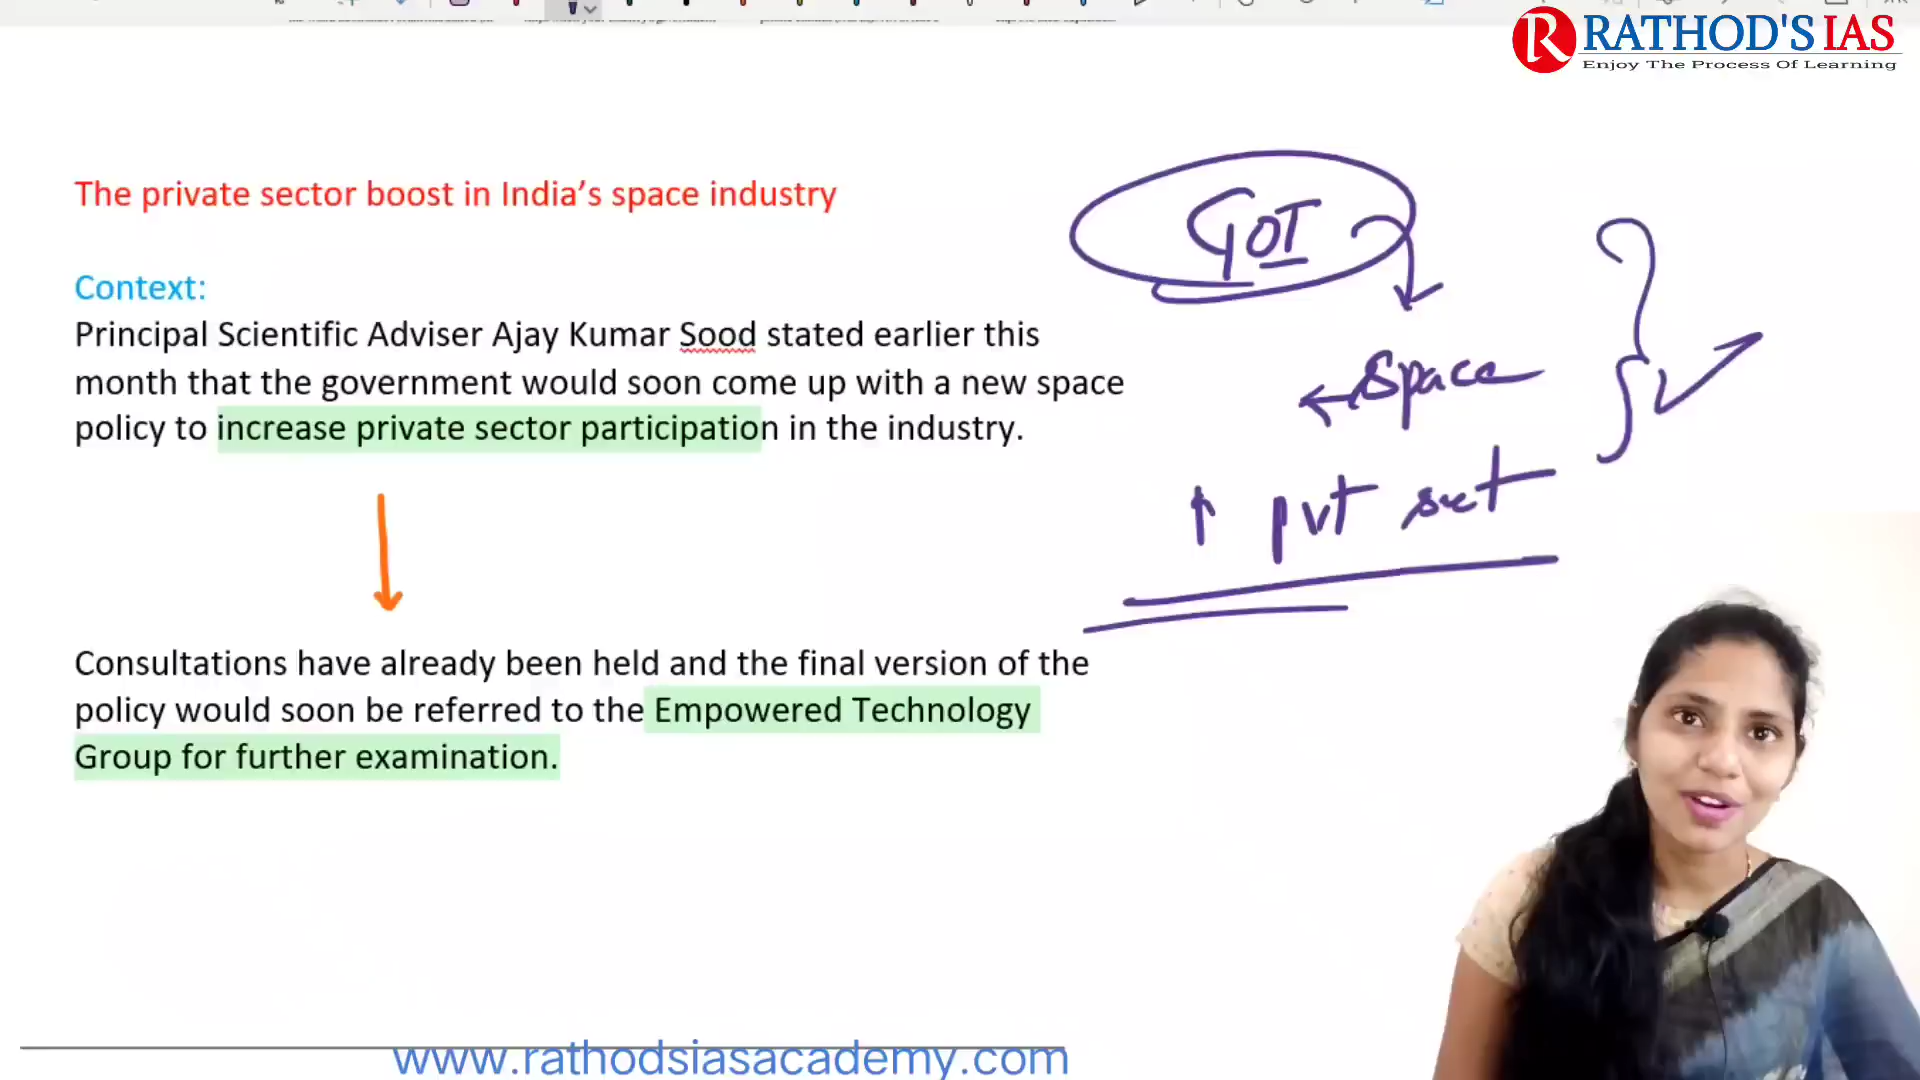 RATHOD'S IAS
Enjoy The Process Of Learning
The private sector boost in India’s space industry
Context:
Principal Scientific Adviser Ajay Kumar Sood stated earlier this
month that the government would soon come up with a new space
policy to increase private sector participation in the industry.
Consultations have already been held and the final version of the
policy would soon be referred to the Empowered Technology
Group for further examination.
GOI
Space
↑ pvt sect
www.rathodsiasacademy.com